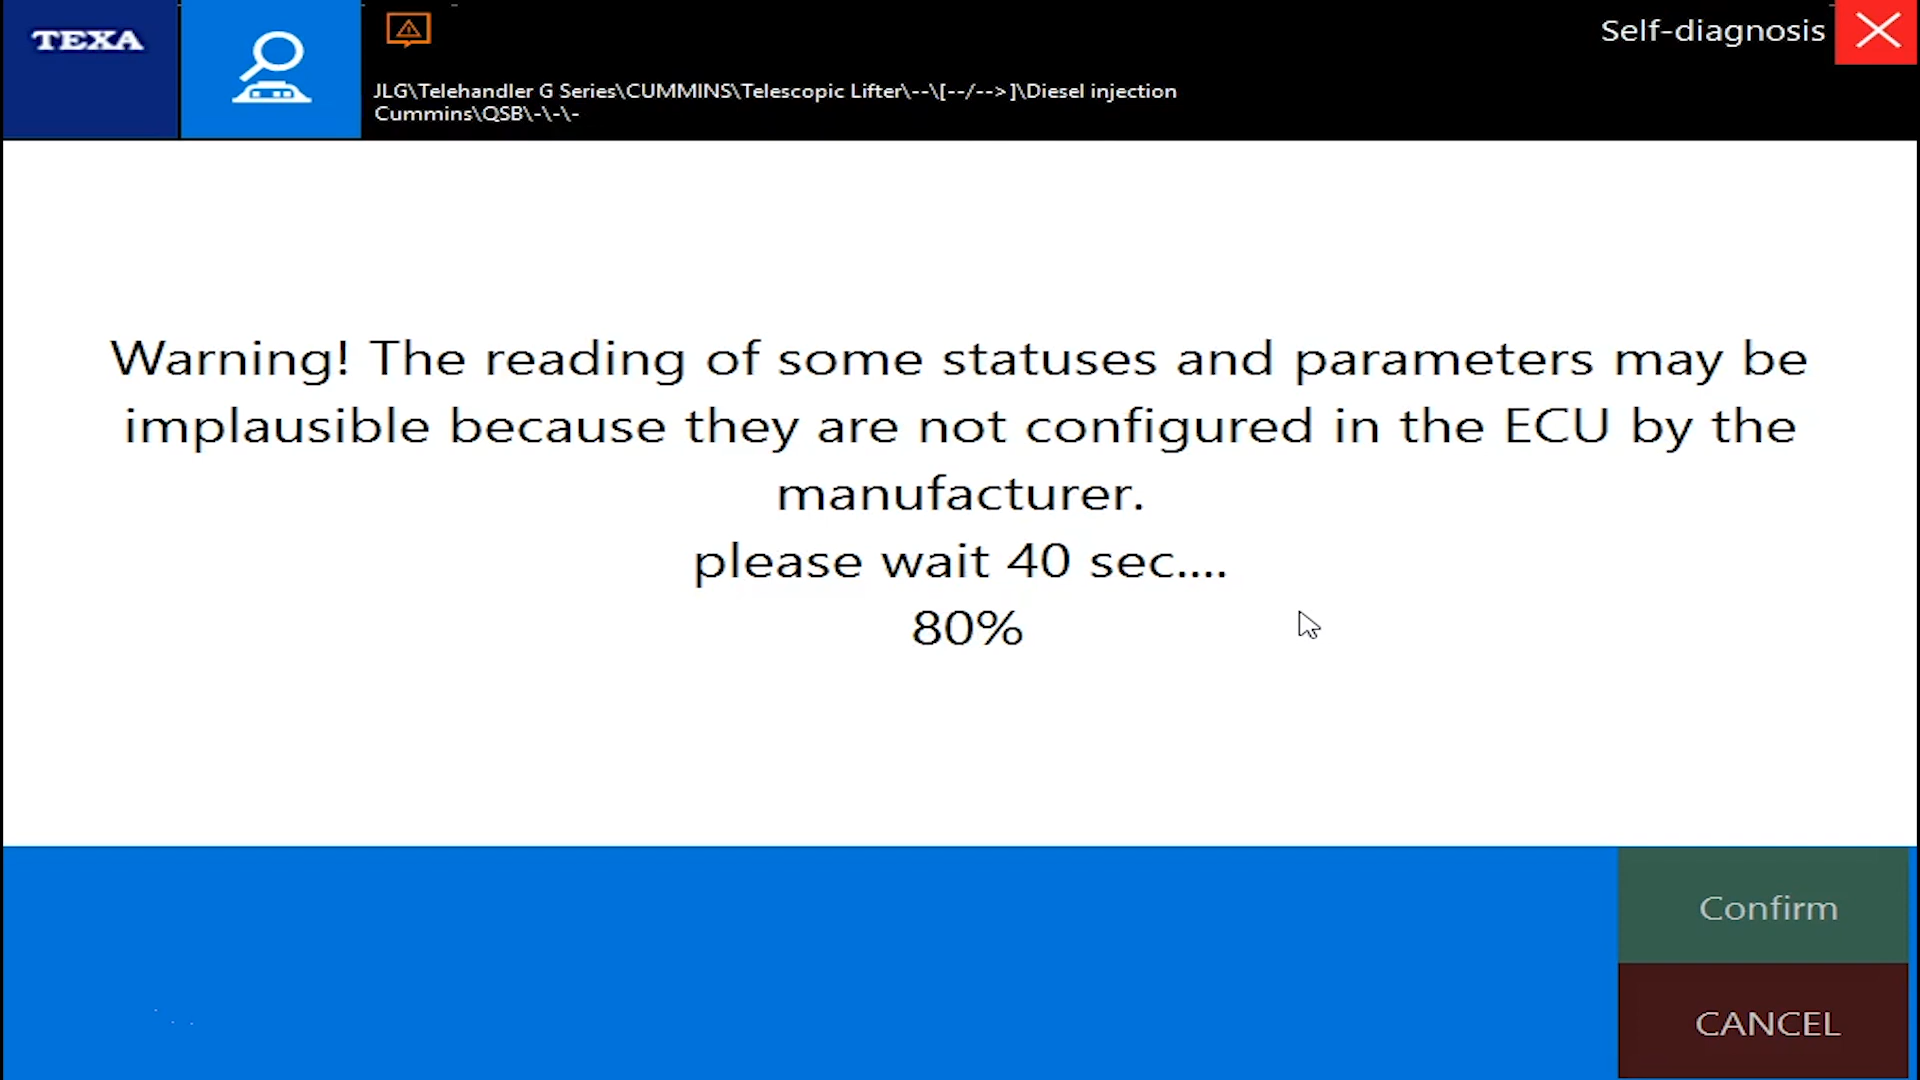 TEXA
Self-diagnosis
JLG\Telehandler G Series\CUMMINS\Telescopic Lifter\--\[--/-->]\Diesel injection
Cummins\QSB\-\-\-
Warning! The reading of some statuses and parameters may be
implausible because they are not configured in the ECU by the
manufacturer.
please wait 40 sec....
80%
Confirm
CANCEL